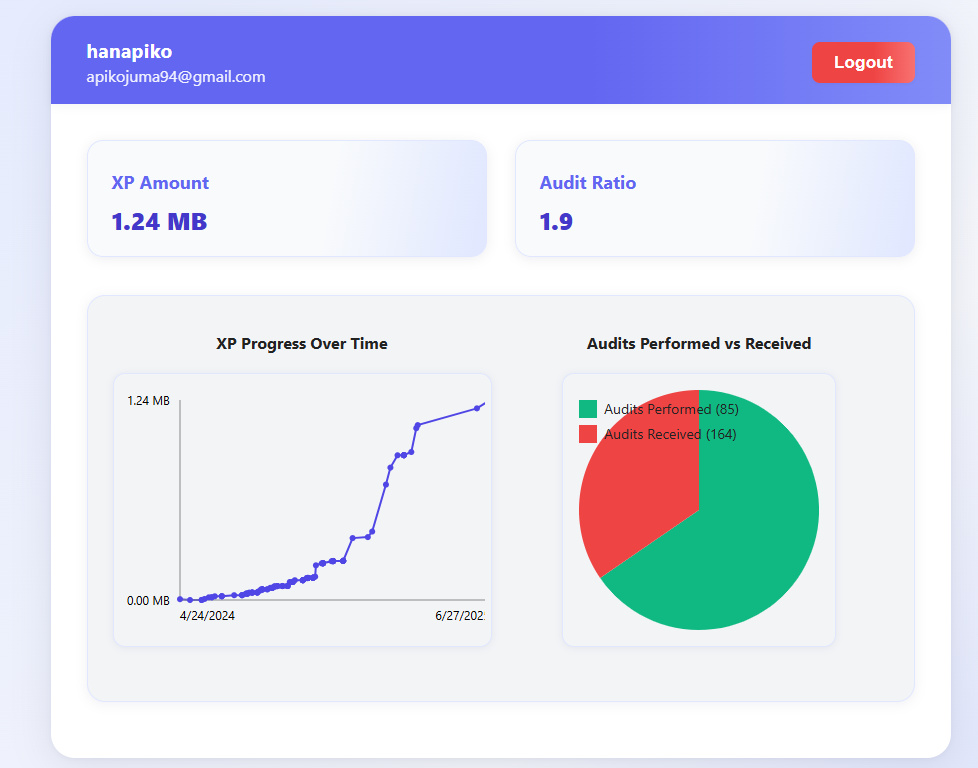 hanapiko
apikojuma94@gmail.com
Logout
XP Amount
1.24 MB
Audit Ratio
1.9
XP Progress Over Time
1.24 MB
0.00 MB
4/24/2024
6/27/202
Audits Performed vs Received
Audits Performed (85)
Audits Received (164)